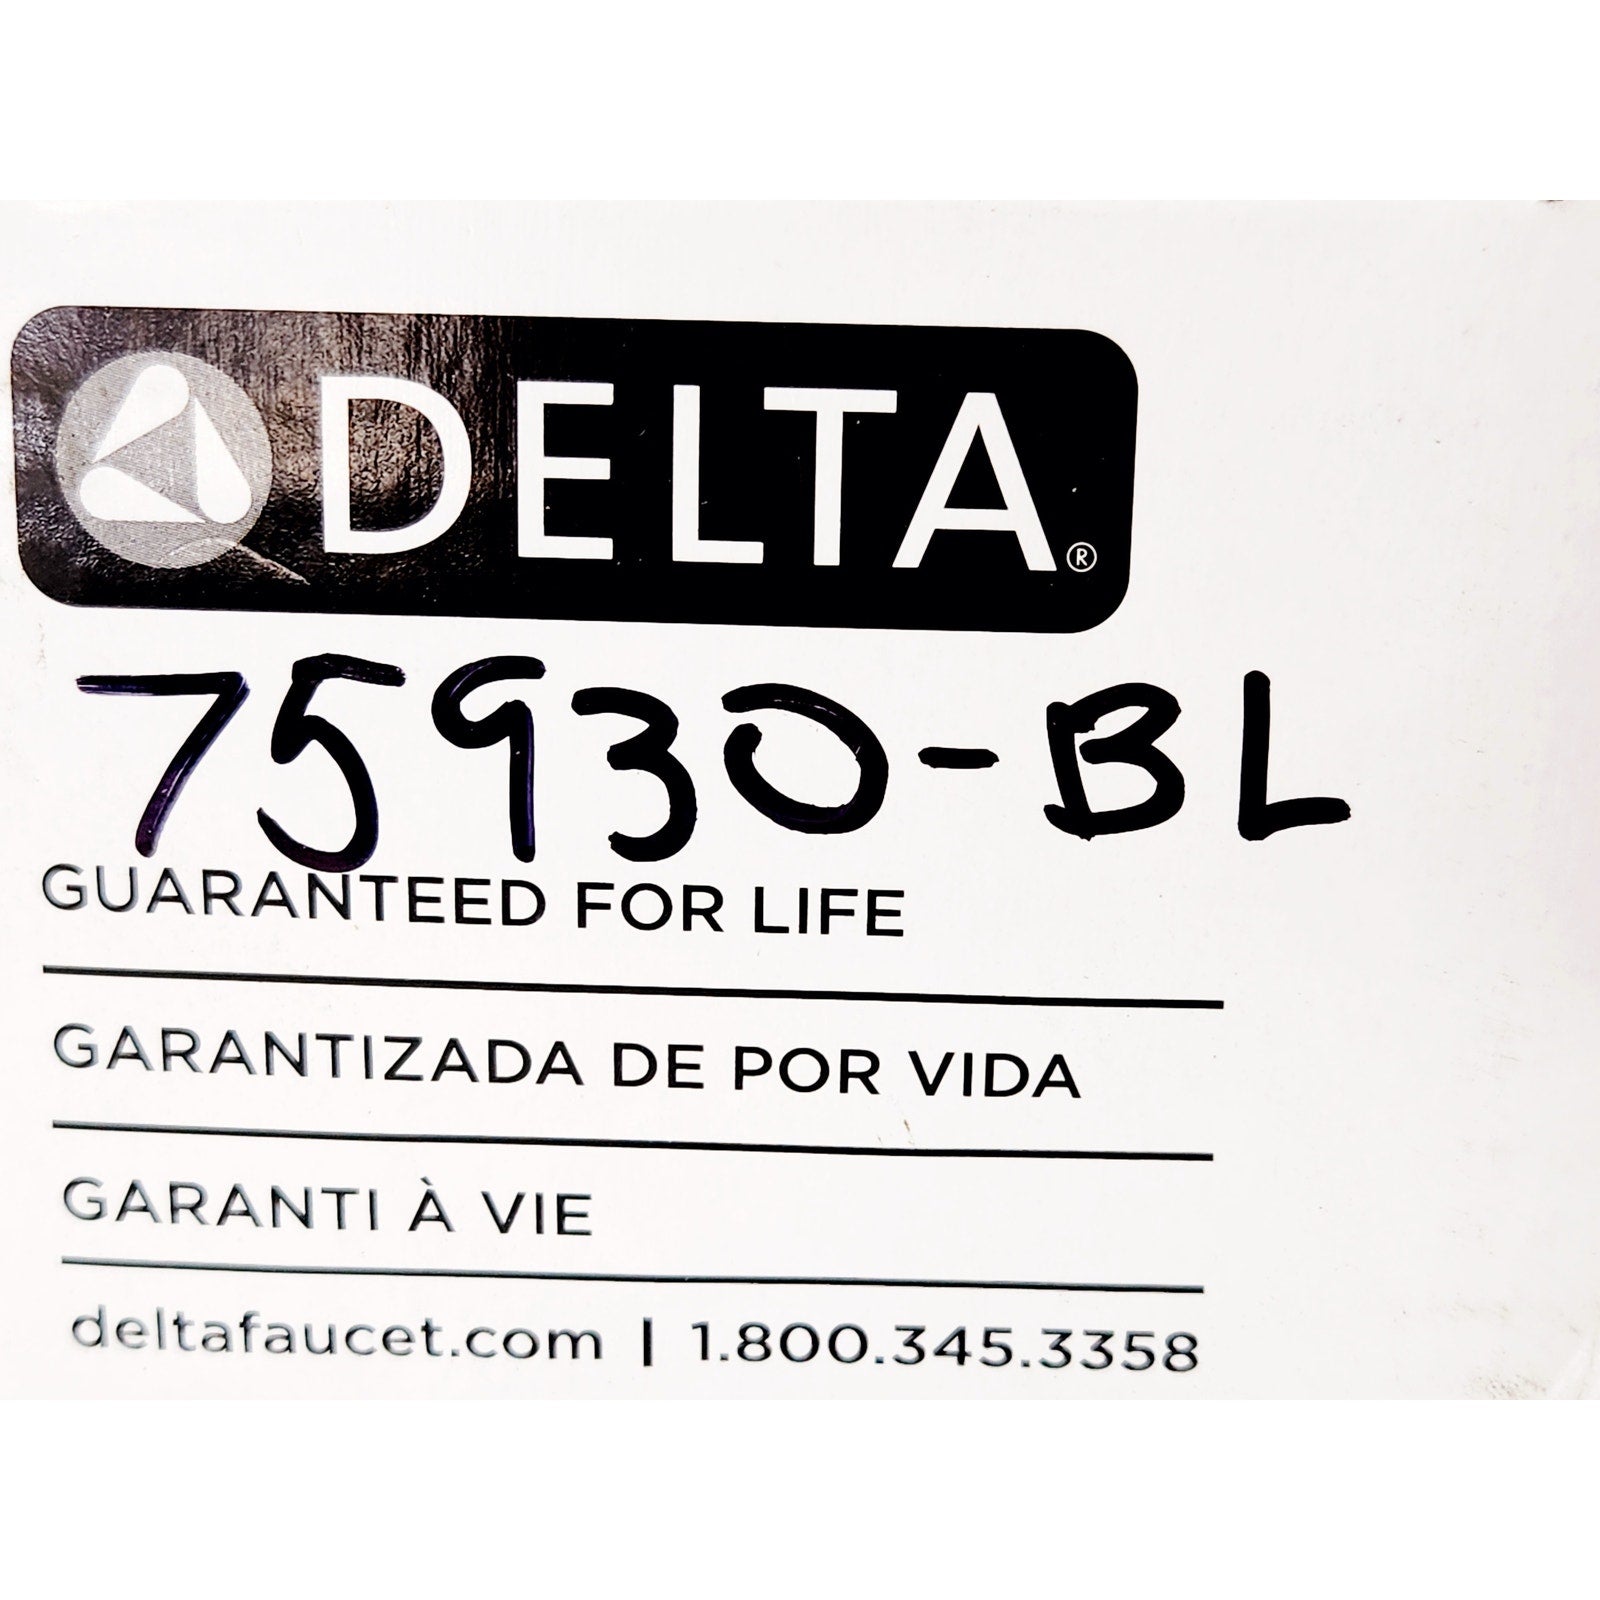 DELTA®
75930-BL
GUARANTEED FOR LIFE
GARANTIZADA DE POR VIDA
GARANTI À VIE
deltafaucet.com | 1.800.345.3358